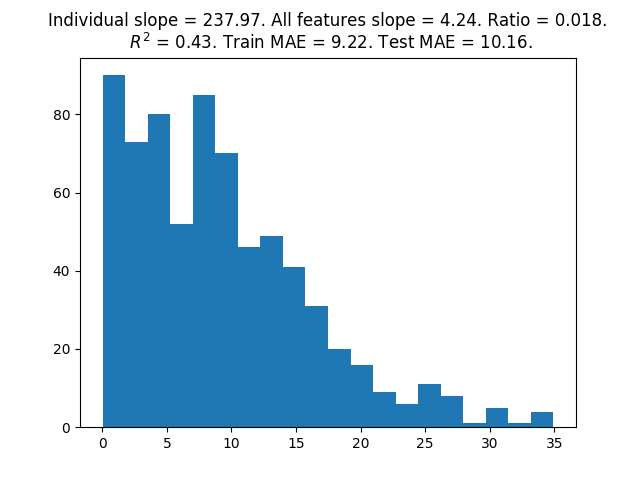 Individual slope = 237.97. All features slope = 4.24. Ratio = 0.018.
R² = 0.43. Train MAE = 9.22. Test MAE = 10.16.
80
60
40
20
0
0 5 10 15 20 25 30 35